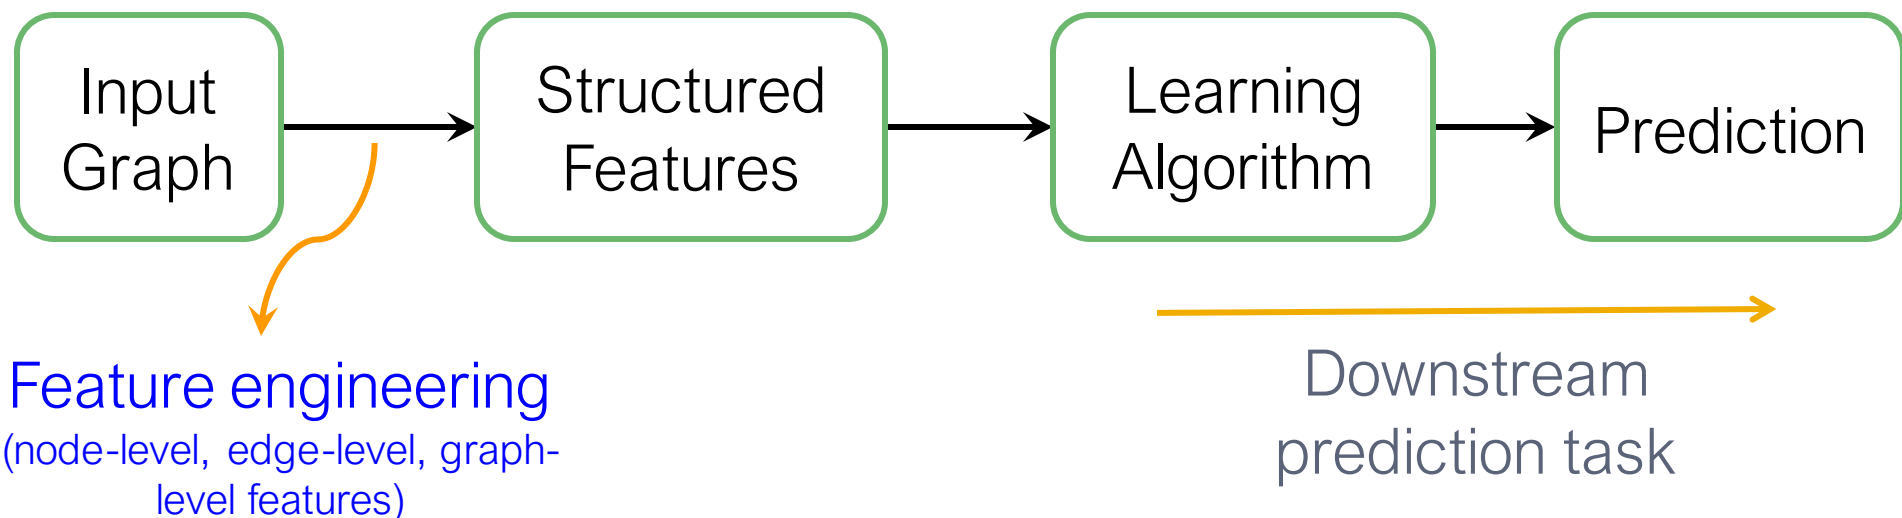 Input
Graph
Structured
Features
Learning
Algorithm
Prediction
Feature engineering
(node-level, edge-level, graph-
level features)
Downstream
prediction task